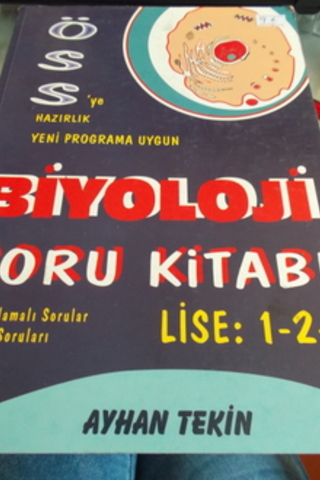 ÖSS'ye
HAZIRLIK
YENİ PROGRAMA UYGUN
BİYOLOJİ
ORU KİTAB
lamalı Sorular
Soruları
LİSE: 1-2-
AYHAN TEKİN